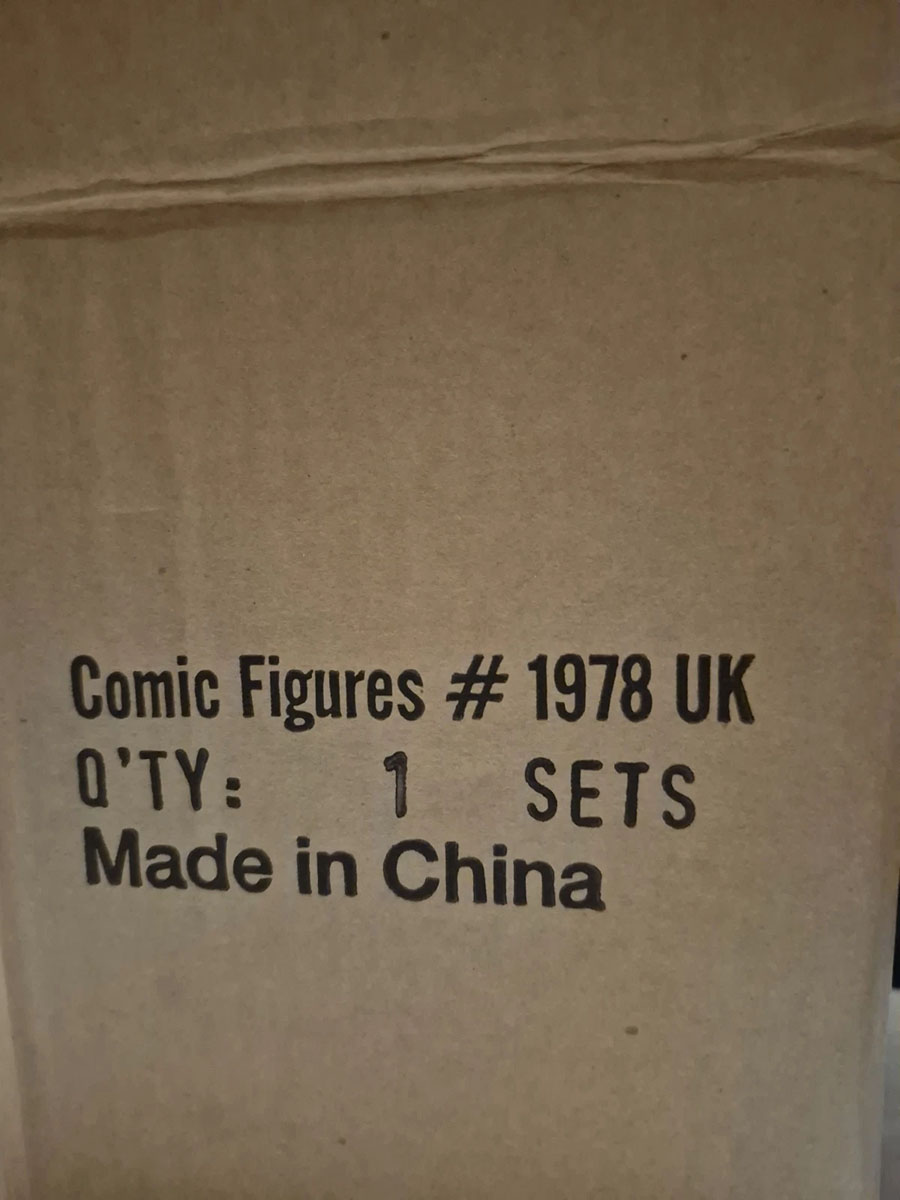 Comic Figures # 1978 UK
Q'TY: 1 SETS
Made in China